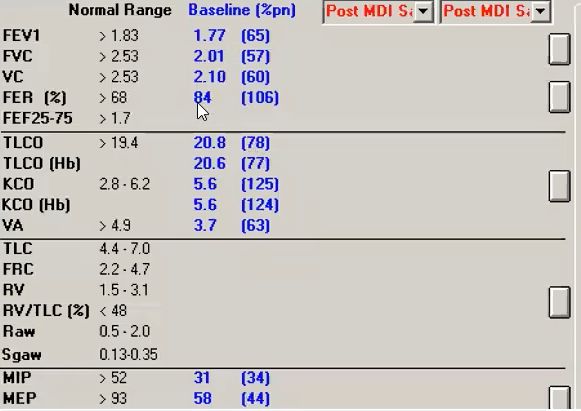 Normal Range Baseline (%pn) Post MDI Sa Post MDI Sa
FEV1 > 1.83 1.77 (65)
FVC > 2.53 2.01 (57)
VC > 2.53 2.10 (60)
FER (%) > 68 84 (106)
FEF25-75 > 1.7
TLCO > 19.4 20.8 (78)
TLCO (Hb) 20.6 (77)
KCO 2.8 - 6.2 5.6 (125)
KCO (Hb) 5.6 (124)
VA > 4.9 3.7 (63)
TLC 4.4 - 7.0
FRC 2.2 - 4.7
RV 1.5 - 3.1
RV/TLC (%) < 48
Raw 0.5 - 2.0
Sgaw 0.13-0.35
MIP > 52 31 (34)
MEP > 93 58 (44)